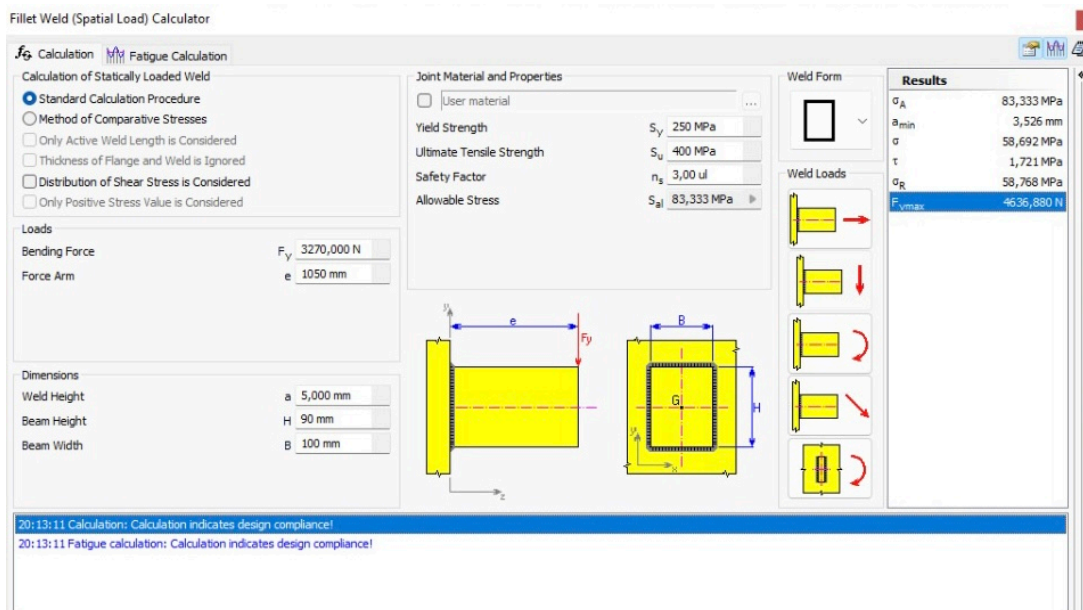 Fillet Weld (Spatial Load) Calculator
fG Calculation
Fatigue Calculation
Calculation of Statically Loaded Weld
Standard Calculation Procedure
Method of Comparative Stresses
Only Active Weld Length is Considered
Thickness of Flange and Weld is Ignored
Distribution of Shear Stress is Considered
Only Positive Stress Value is Considered
Loads
Bending Force Fy 3270,000 N
Force Arm e 1050 mm
Dimensions
Weld Height a 5,000 mm
Beam Height H 90 mm
Beam Width B 100 mm
Joint Material and Properties
User material ...
Yield Strength Sy 250 MPa
Ultimate Tensile Strength Su 400 MPa
Safety Factor ns 3,00 ul
Allowable Stress Sal 83,333 MPa
y e Fy z
B G H y x
Weld Form
Weld Loads
Results
σA 83,333 MPa
amin 3,526 mm
σ 58,692 MPa
τ 1,721 MPa
σR 58,768 MPa
Fvmax 4636,880 N
20:13:11 Calculation: Calculation indicates design compliance!
20:13:11 Fatigue calculation: Calculation indicates design compliance!